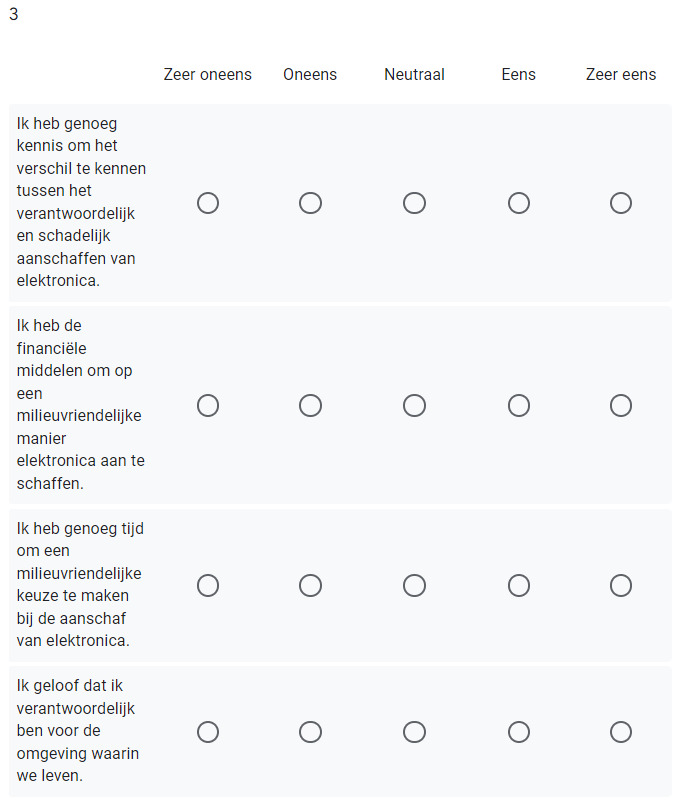 3
Zeer oneens Oneens Neutraal Eens Zeer eens
Ik heb genoeg
kennis om het
verschil te kennen
tussen het
verantwoordelijk
en schadelijk
aanschaffen van
elektronica.
Ik heb de
financiële
middelen om op
een
milieuvriendelijke
manier
elektronica aan te
schaffen.
Ik heb genoeg tijd
om een
milieuvriendelijke
keuze te maken
bij de aanschaf
van elektronica.
Ik geloof dat ik
verantwoordelijk
ben voor de
omgeving waarin
we leven.